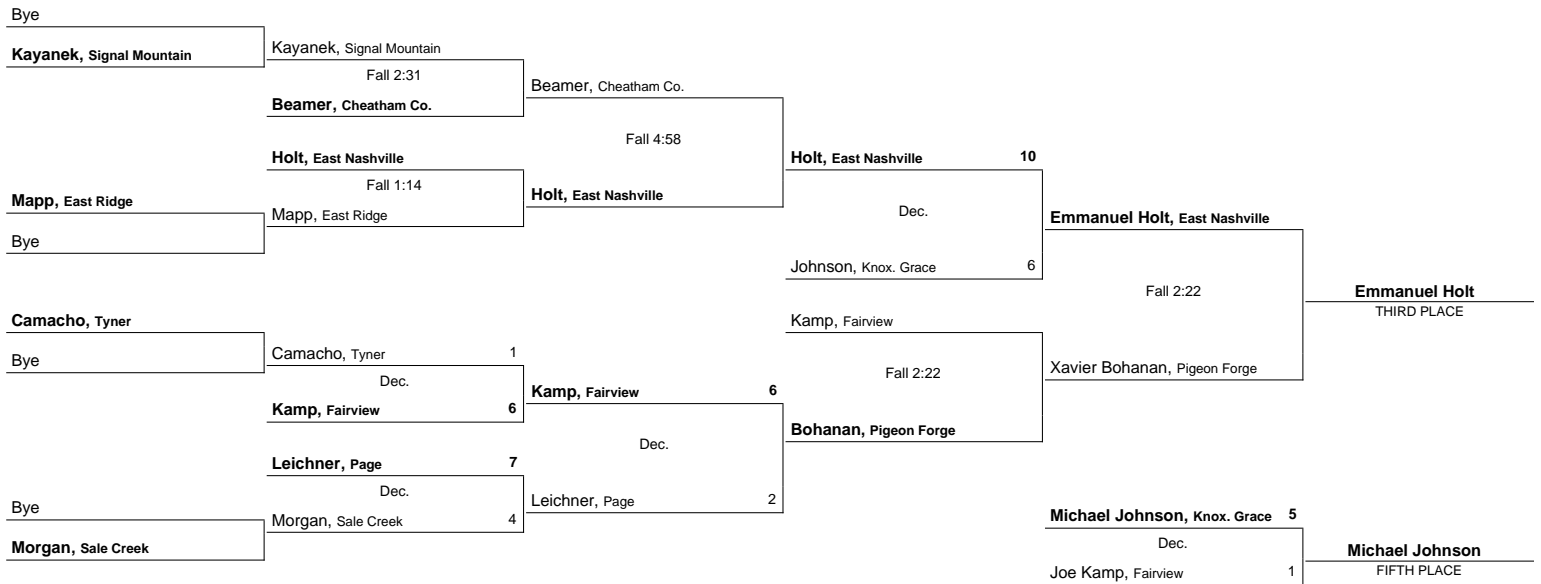 Bye
Kayanek, Signal Mountain
Mapp, East Ridge
Bye
Camacho, Tyner
Bye
Bye
Morgan, Sale Creek
Kayanek, Signal Mountain
Fall 2:31
Beamer, Cheatham Co.
Holt, East Nashville
Fall 1:14
Mapp, East Ridge
Camacho, Tyner 1
Dec.
Kamp, Fairview 6
Leichner, Page 7
Dec.
Morgan, Sale Creek 4
Beamer, Cheatham Co.
Fall 4:58
Holt, East Nashville
Kamp, Fairview 6
Dec.
Leichner, Page 2
Holt, East Nashville 10
Dec.
Johnson, Knox. Grace 6
Kamp, Fairview
Fall 2:22
Bohanan, Pigeon Forge
Emmanuel Holt, East Nashville
Fall 2:22
Xavier Bohanan, Pigeon Forge
Emmanuel Holt
THIRD PLACE
Michael Johnson, Knox. Grace 5
Dec.
Joe Kamp, Fairview 1
Michael Johnson
FIFTH PLACE